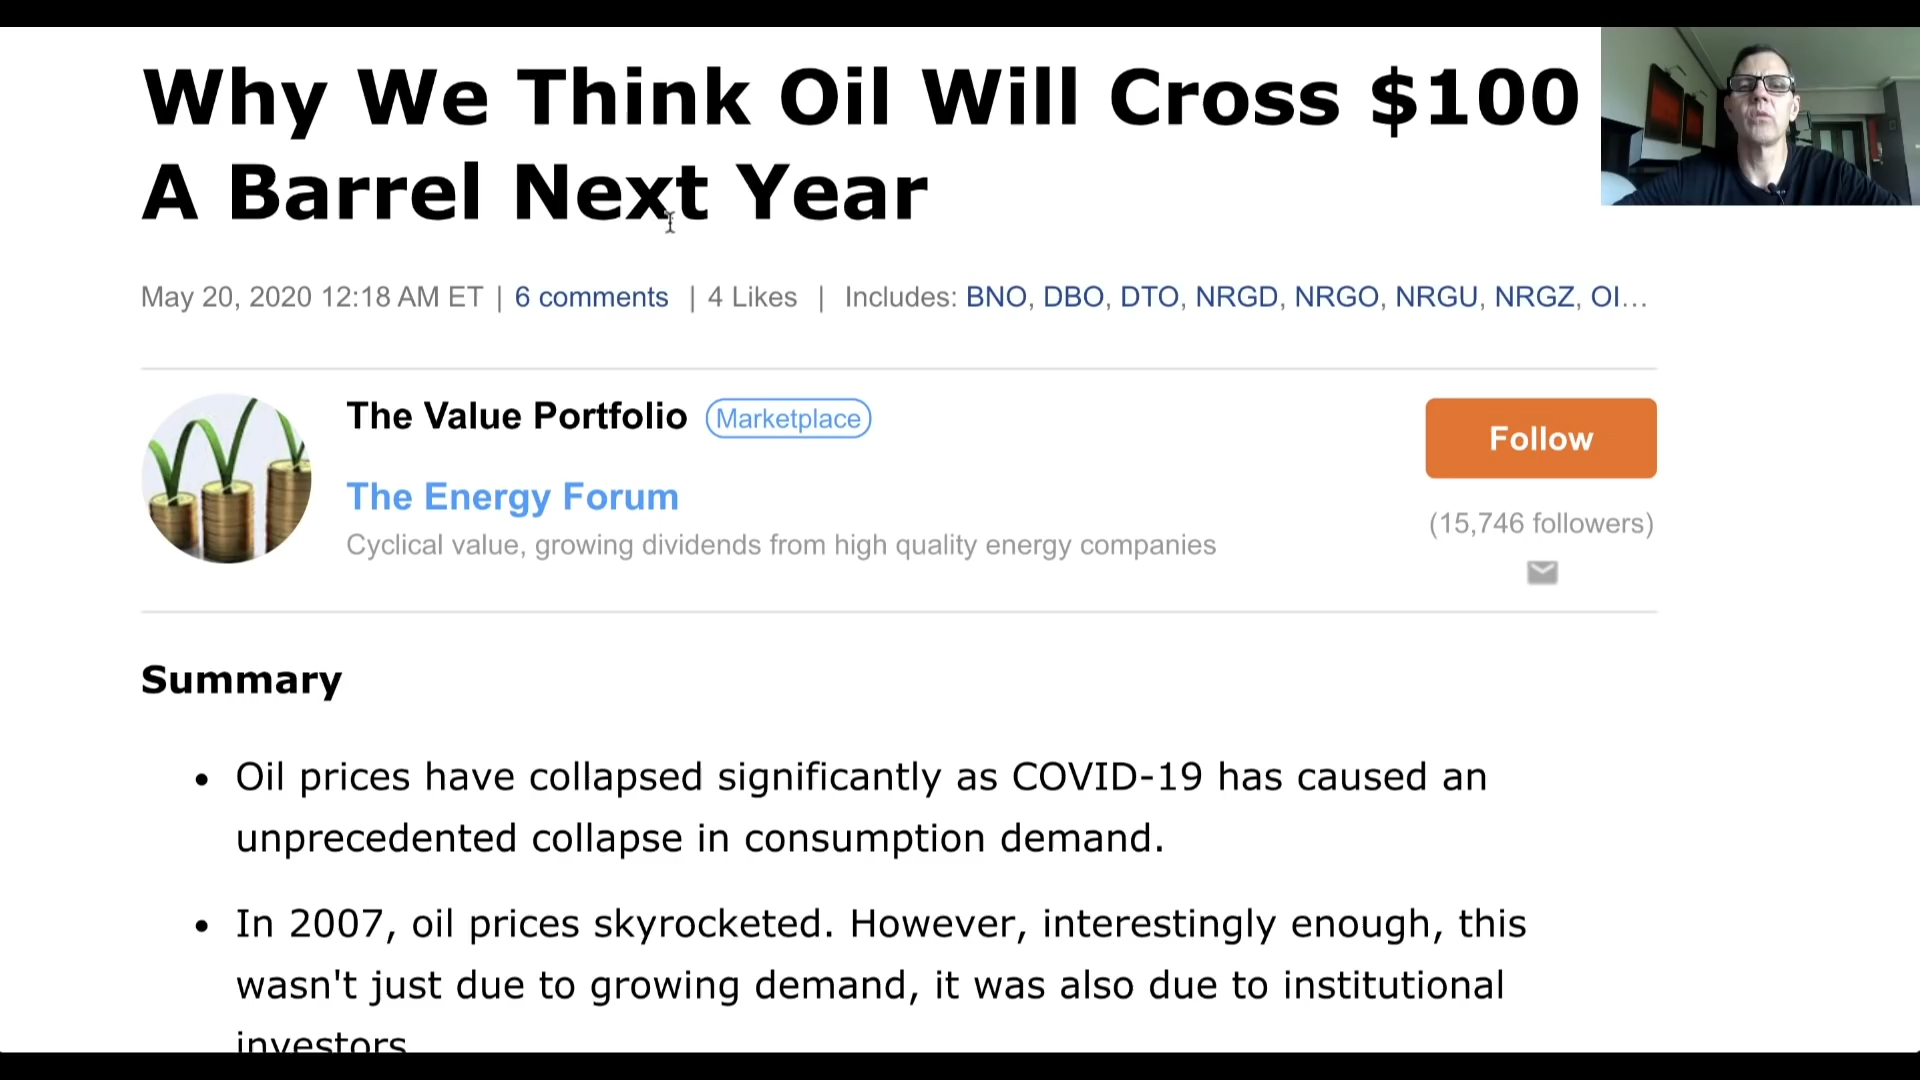 Why We Think Oil Will Cross $100
A Barrel Next Year
May 20, 2020 12:18 AM ET | 6 comments | 4 Likes | Includes: BNO, DBO, DTO, NRGD, NRGO, NRGU, NRGZ, OI…
The Value Portfolio Marketplace
Follow
The Energy Forum
(15,746 followers)
Cyclical value, growing dividends from high quality energy companies
Summary
• Oil prices have collapsed significantly as COVID-19 has caused an
unprecedented collapse in consumption demand.
• In 2007, oil prices skyrocketed. However, interestingly enough, this
wasn't just due to growing demand, it was also due to institutional
investors